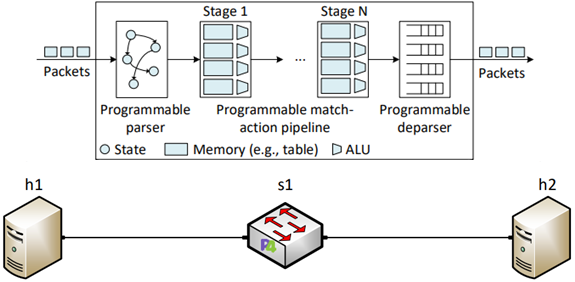 Stage 1
Stage N
...
Packets
Packets
Programmable parser
Programmable match-
action pipeline
Programmable
deparser
State
Memory (e.g., table)
ALU
h1
s1
h2
P4